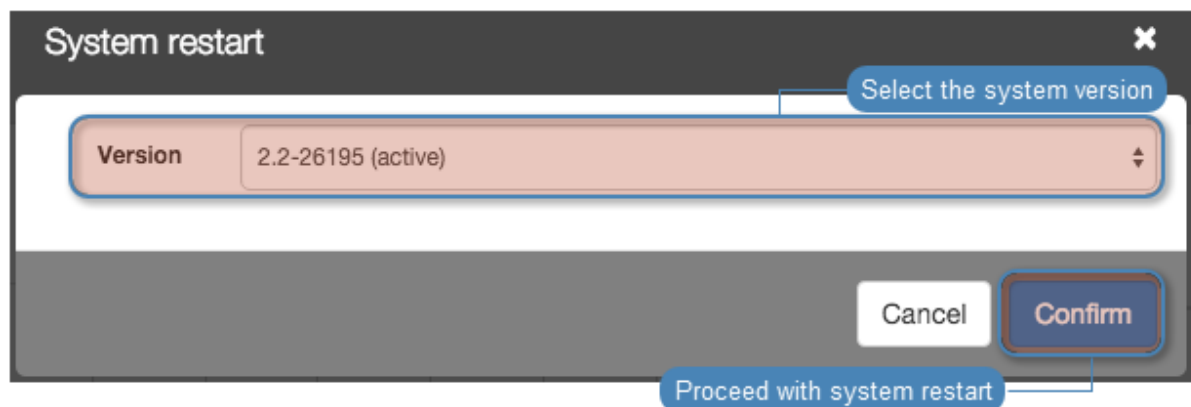 System restart
Select the system version
Version 2.2-26195 (active)
Cancel Confirm
Proceed with system restart